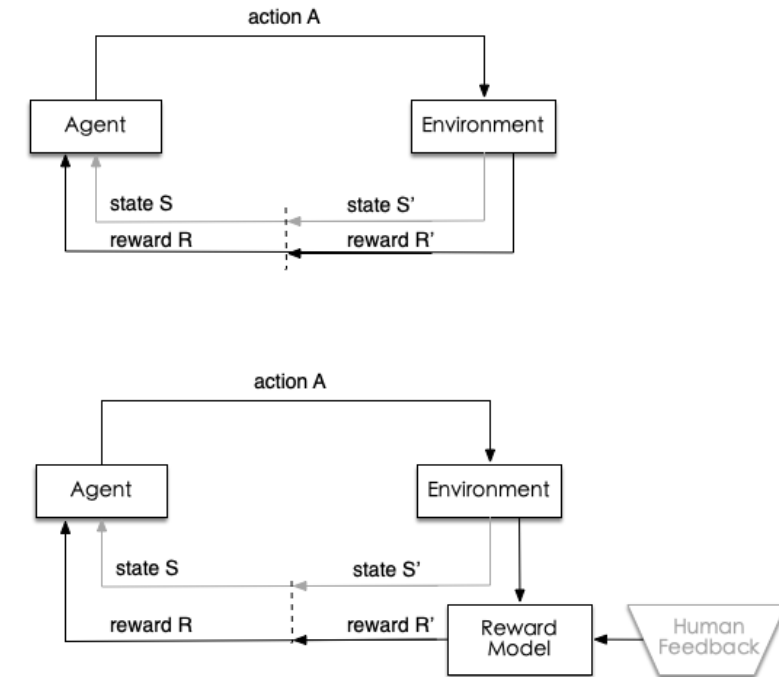 action A
Agent
Environment
state S
state S’
reward R
reward R’
action A
Agent
Environment
state S
state S’
reward R
reward R’
Reward
Model
Human
Feedback